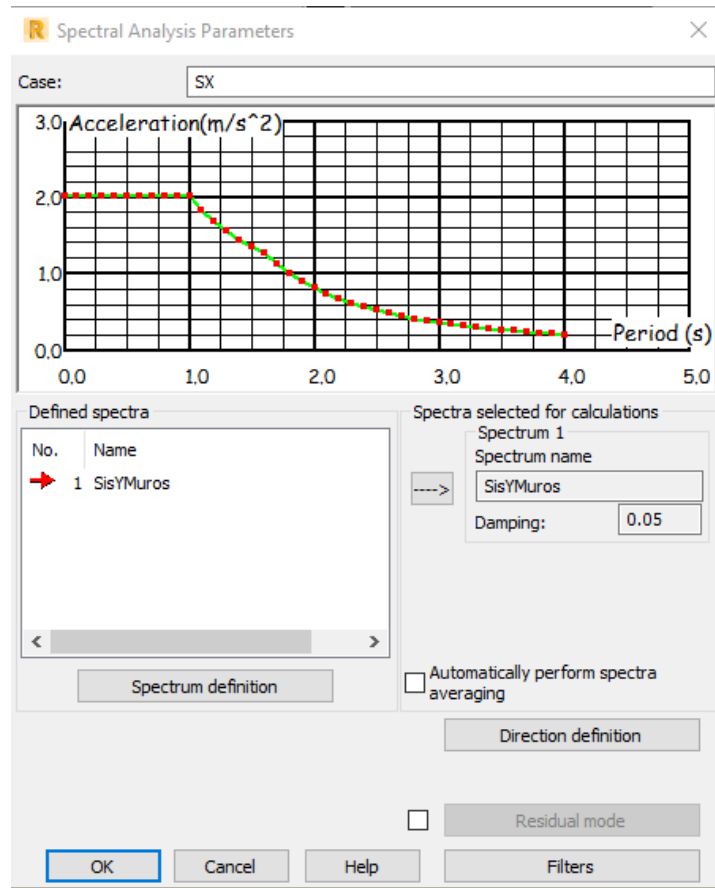 R Spectral Analysis Parameters
Case: SX
3.0 Acceleration(m/s^2)
2.0
1.0
0.0 Period (s)
0,0 1,0 2,0 3,0 4,0 5,0
Defined spectra
No. Name
1 SisYMuros
Spectrum definition
Spectra selected for calculations
Spectrum 1
Spectrum name
----> SisYMuros
Damping: 0.05
Automatically perform spectra
averaging
Direction definition
Residual mode
OK Cancel Help Filters